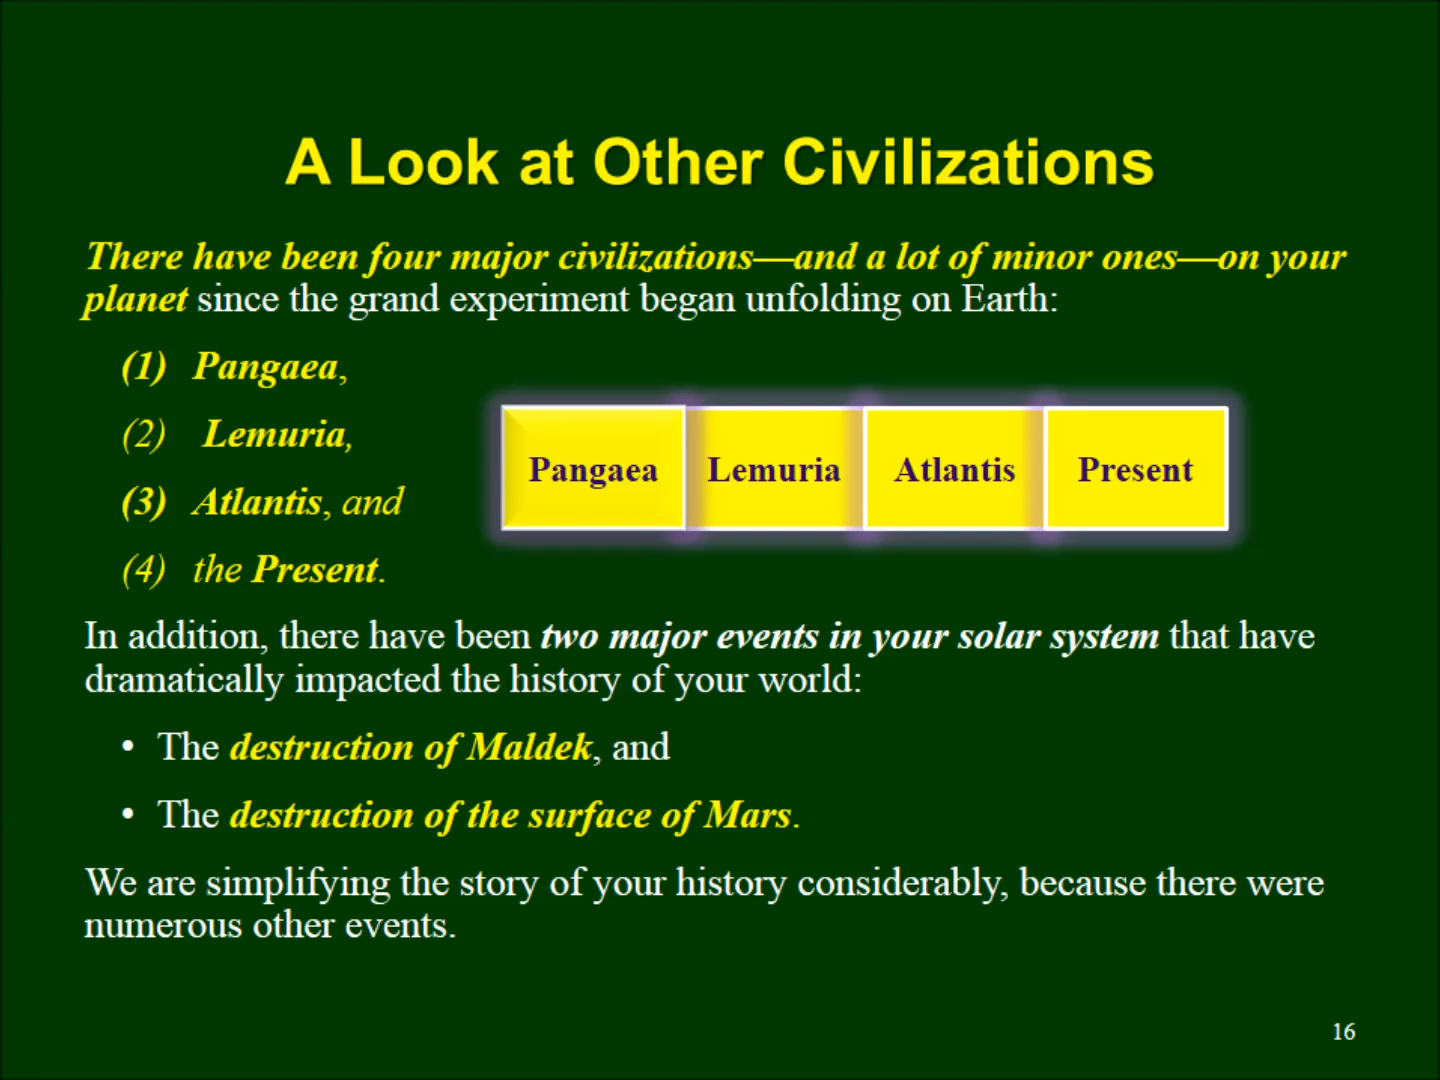 A Look at Other Civilizations
There have been four major civilizations—and a lot of minor ones—on your
planet since the grand experiment began unfolding on Earth:
(1) Pangaea,
(2) Lemuria,
(3) Atlantis, and
(4) the Present.
Pangaea Lemuria Atlantis Present
In addition, there have been two major events in your solar system that have
dramatically impacted the history of your world:
• The destruction of Maldek, and
• The destruction of the surface of Mars.
We are simplifying the story of your history considerably, because there were
numerous other events.
16